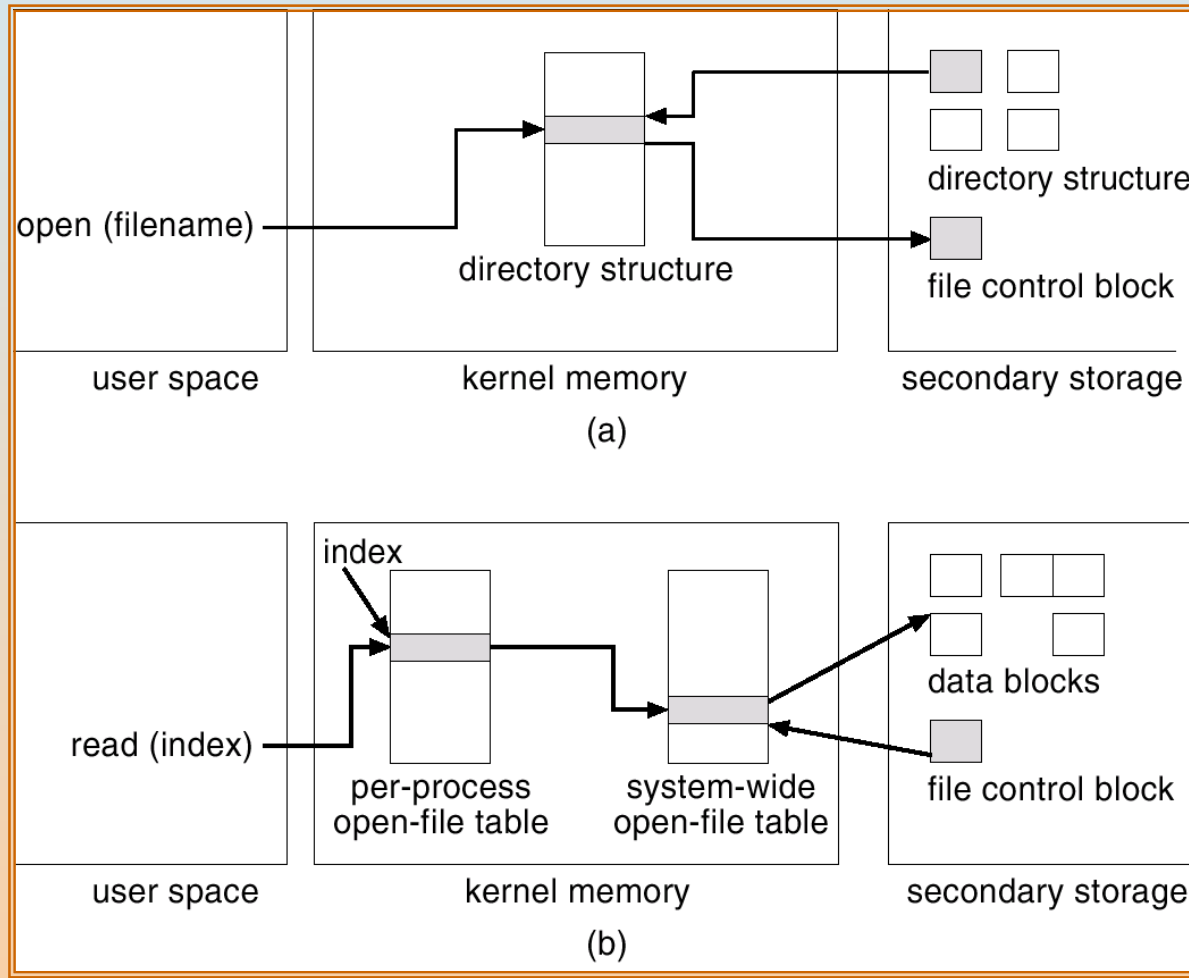 open (filename)
directory structure
directory structure
file control block
user space
kernel memory
secondary storage
(a)
index
read (index)
per-process
open-file table
system-wide
open-file table
data blocks
file control block
user space
kernel memory
secondary storage
(b)